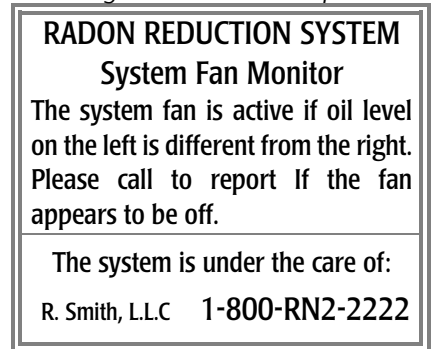 RADON REDUCTION SYSTEM
System Fan Monitor
The system fan is active if oil level
on the left is different from the right.
Please call to report If the fan
appears to be off.
The system is under the care of:
R. Smith, L.L.C 1-800-RN2-2222